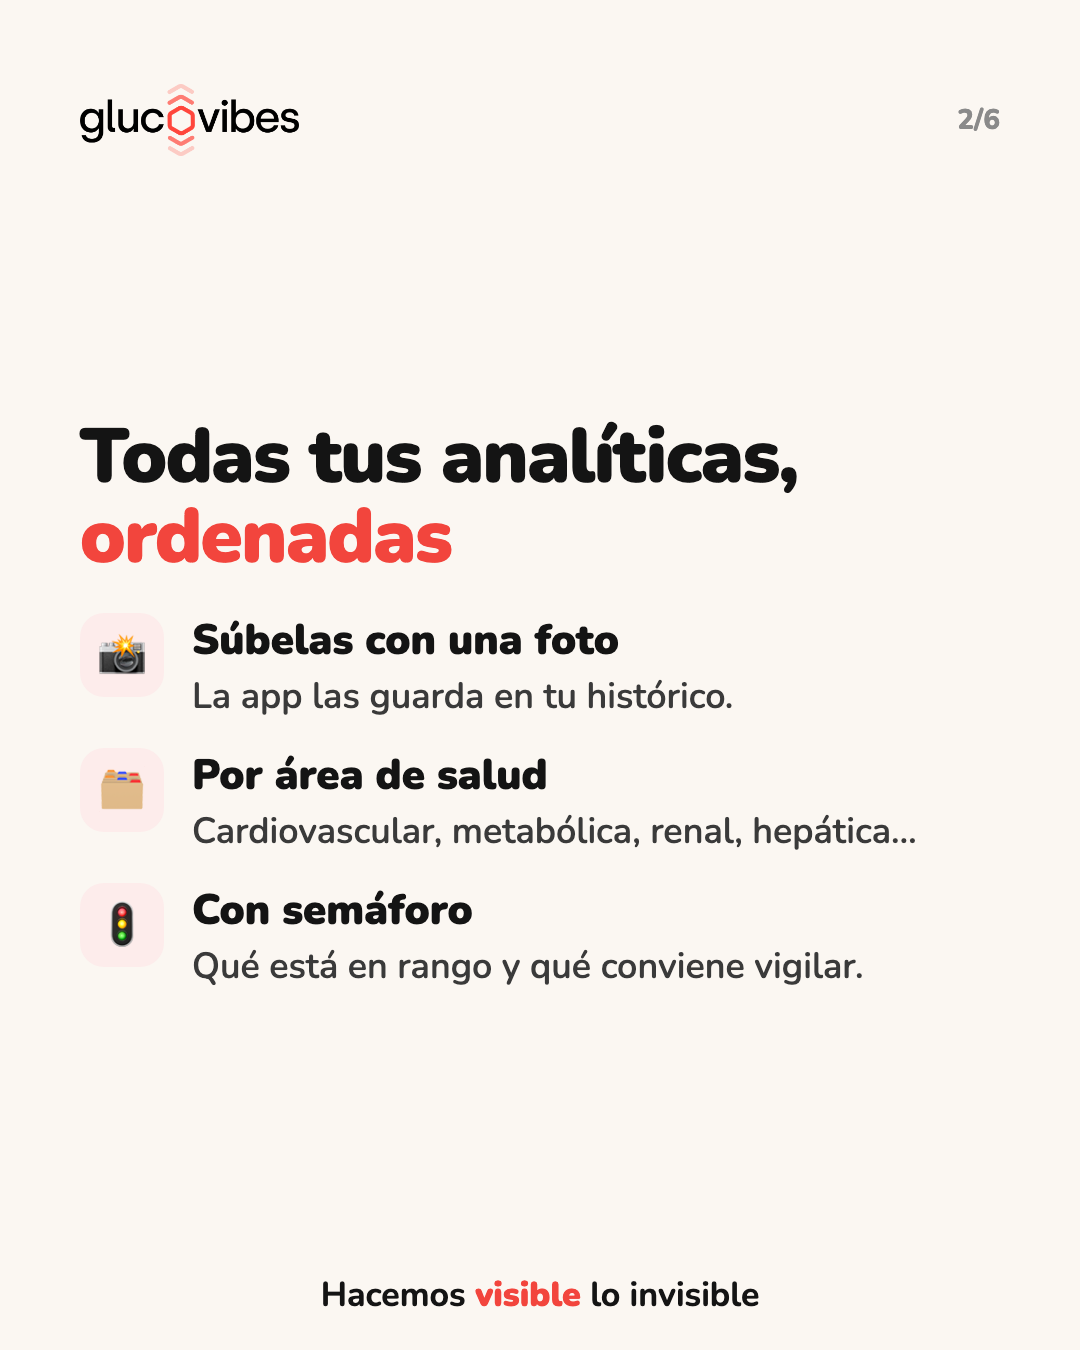 glucovibes
2/6
Todas tus analíticas,
ordenadas
Súbelas con una foto
La app las guarda en tu histórico.
Por área de salud
Cardiovascular, metabólica, renal, hepática...
Con semáforo
Qué está en rango y qué conviene vigilar.
Hacemos visible lo invisible